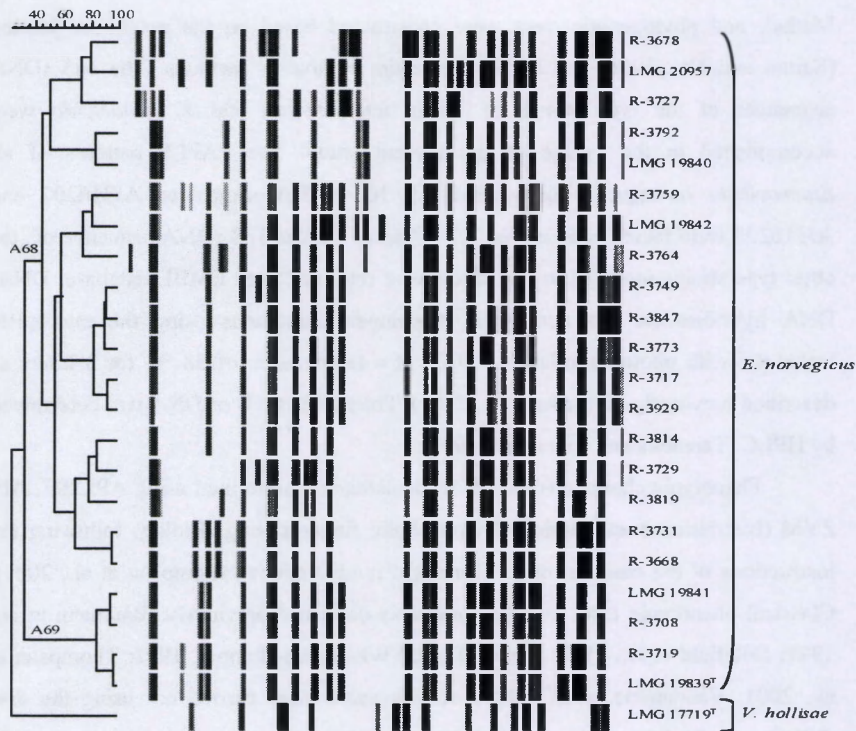 40 60 80 100
R-3678
LMG 20957
R-3727
R-3792
LMG 19840
R-3759
LMG 19842
A68
R-3764
R-3749
R-3847
R-3773
E. norvegicus
R-3717
R-3929
R-3814
R-3729
R-3819
R-3731
R-3668
LMG 19841
R-3708
A69
R-3719
LMG 19839T
LMG 17719T
V. hollisae